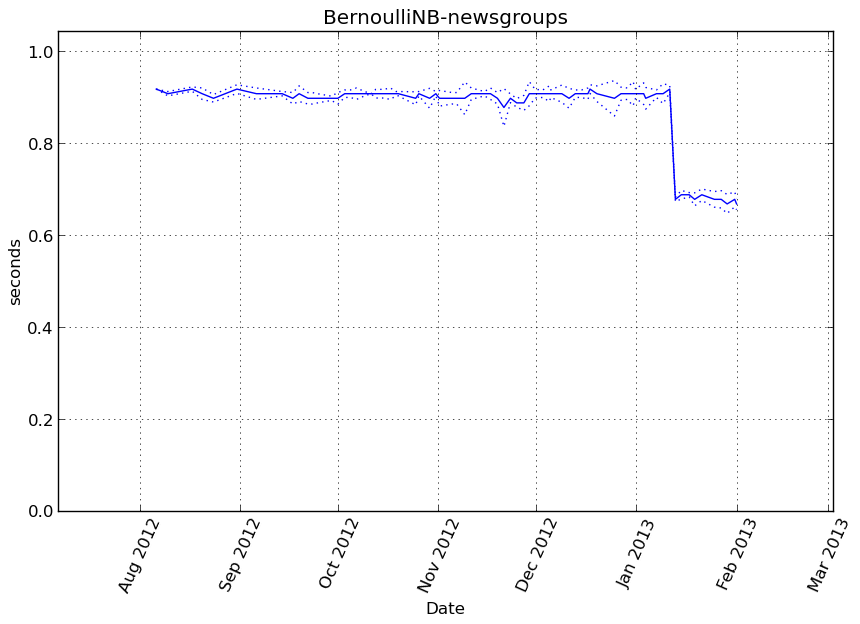 BernoulliNB-newsgroups
1.0
0.8
0.6
0.4
0.2
0.0
seconds
Aug 2012
Sep 2012
Oct 2012
Nov 2012
Dec 2012
Jan 2013
Feb 2013
Mar 2013
Date